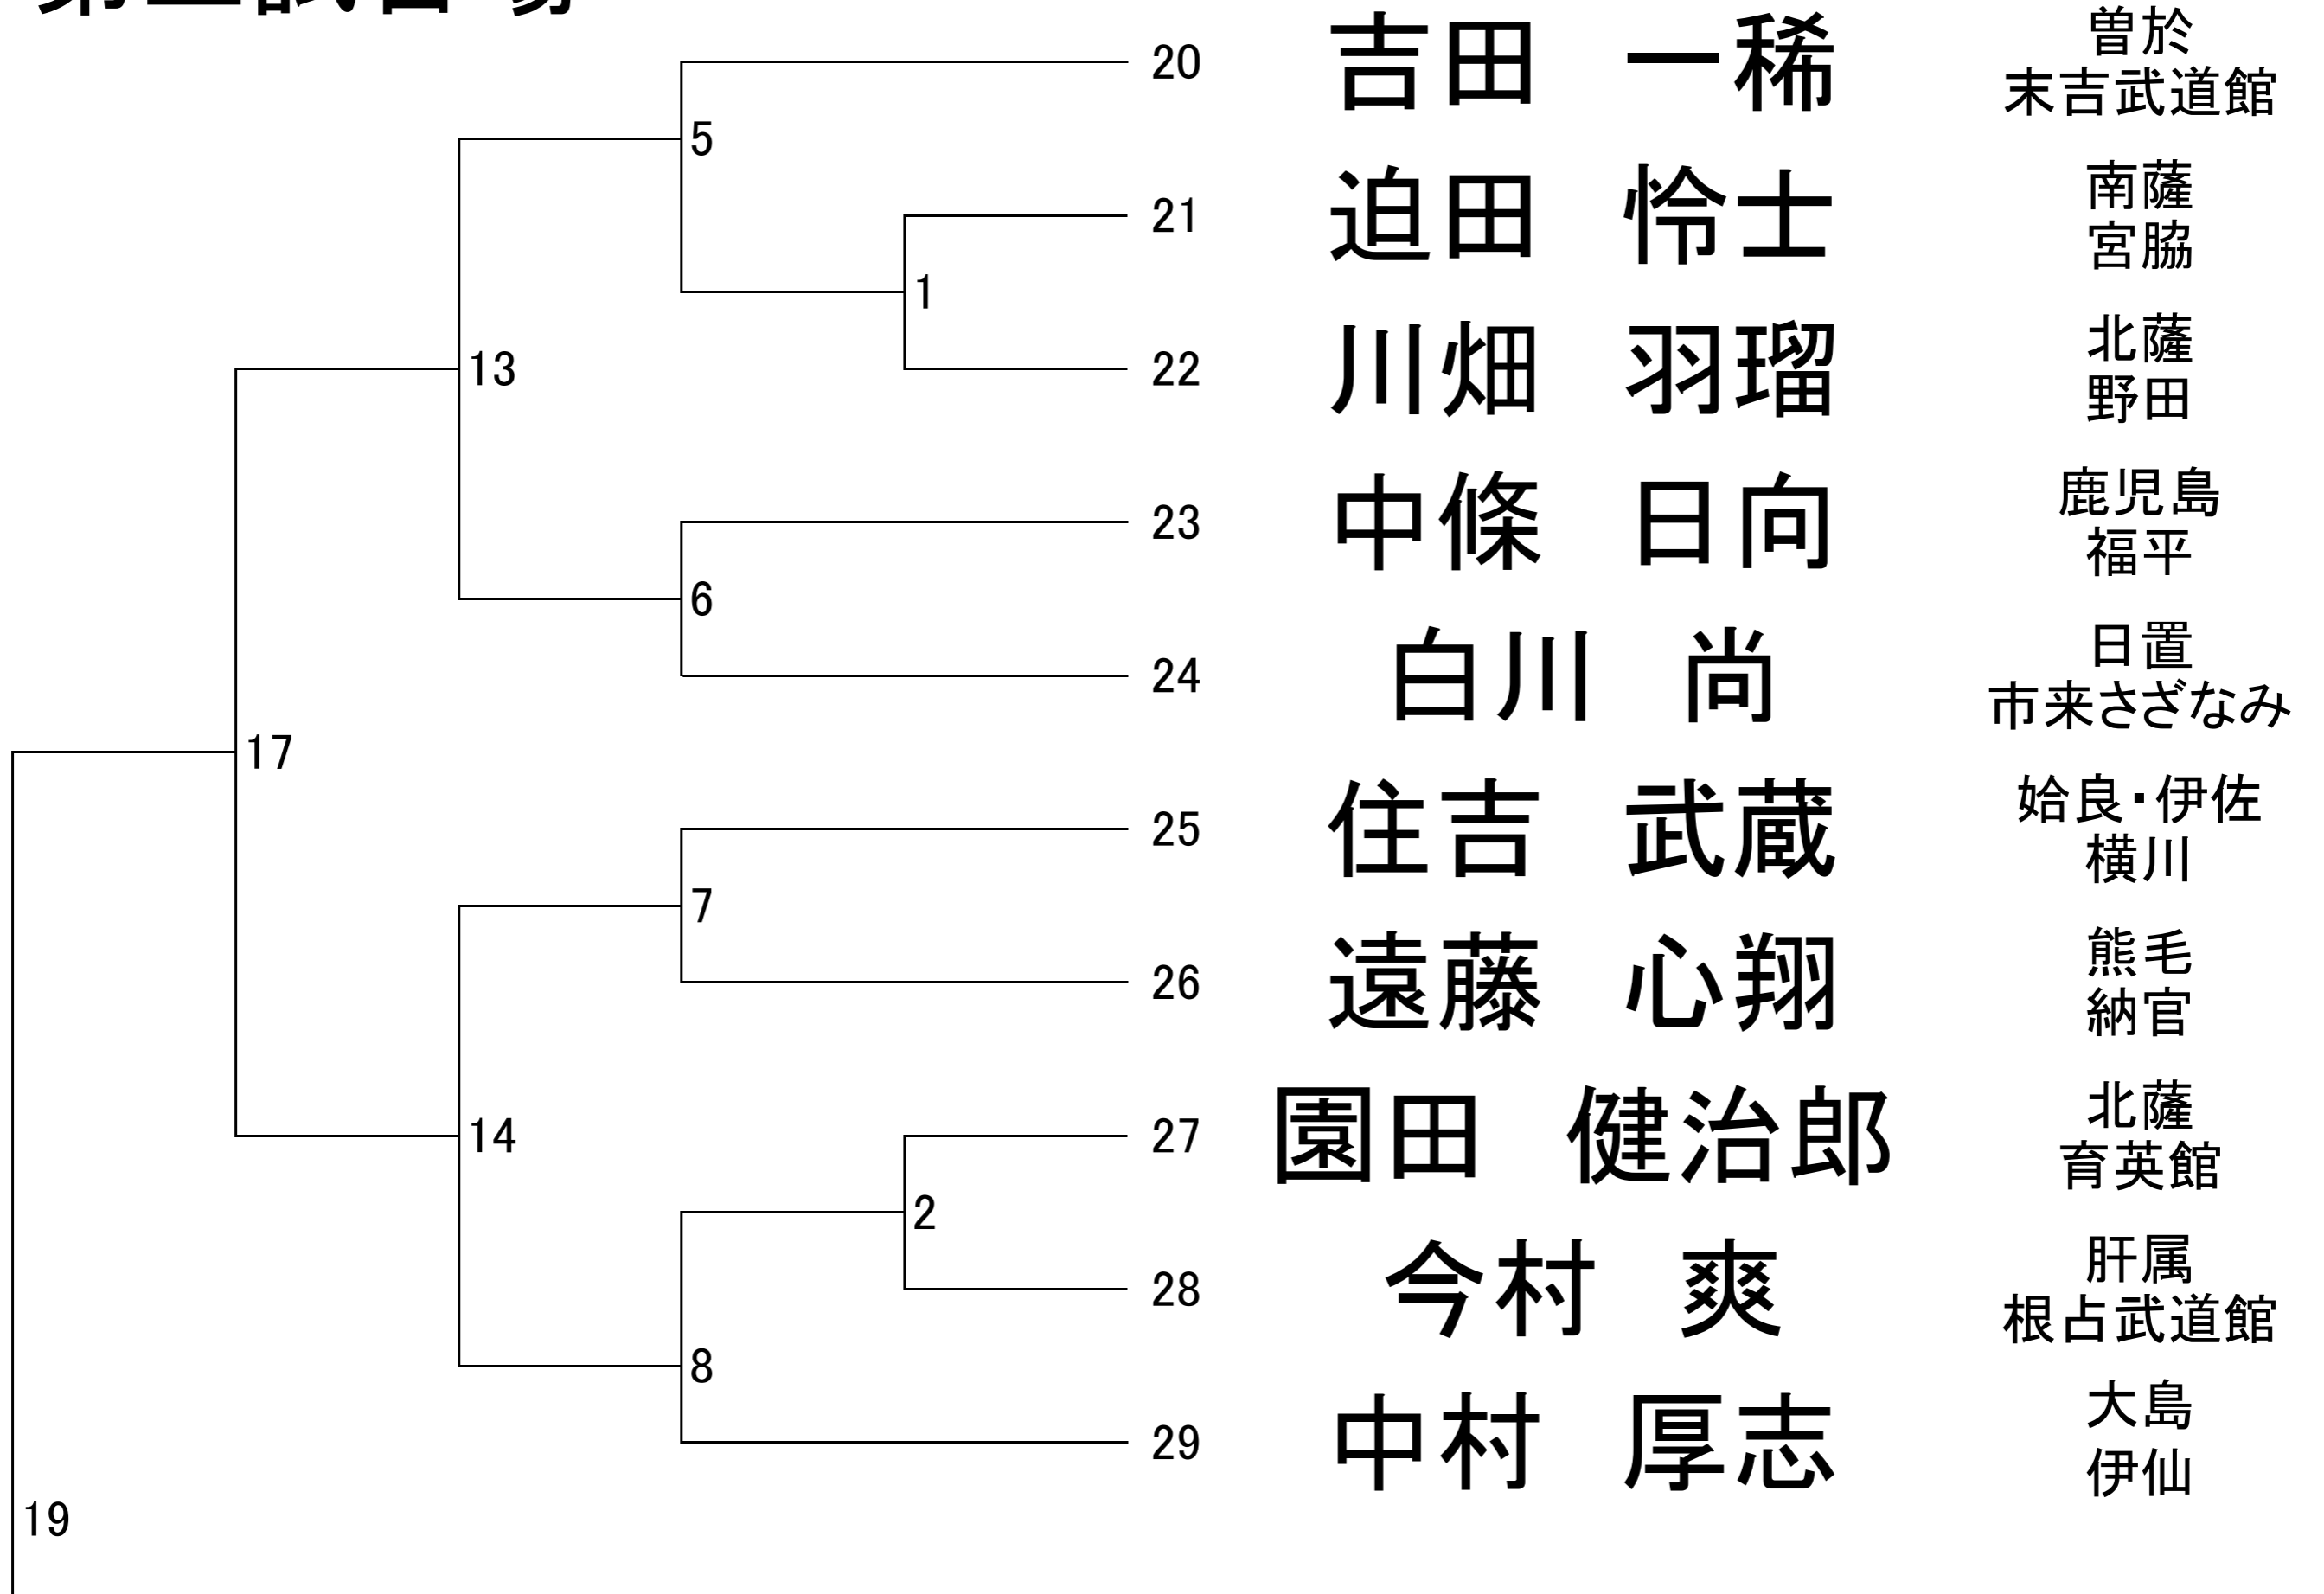 20 吉田 一稀 曽於
末吉武道館
5
21 迫田 怜士 南薩
宮脇
1
22 川畑 羽瑠 北薩
野田
13
23 中條 日向 鹿児島
福平
6
24 白川 尚 日置
市来さざなみ
17
25 住吉 武蔵 姶良・伊佐
横川
7
26 遠藤 心翔 熊毛
納官
14
27 園田 健治郎 北薩
育英館
2
28 今村 爽 肝属
根占武道館
8
29 中村 厚志 大島
伊仙
19